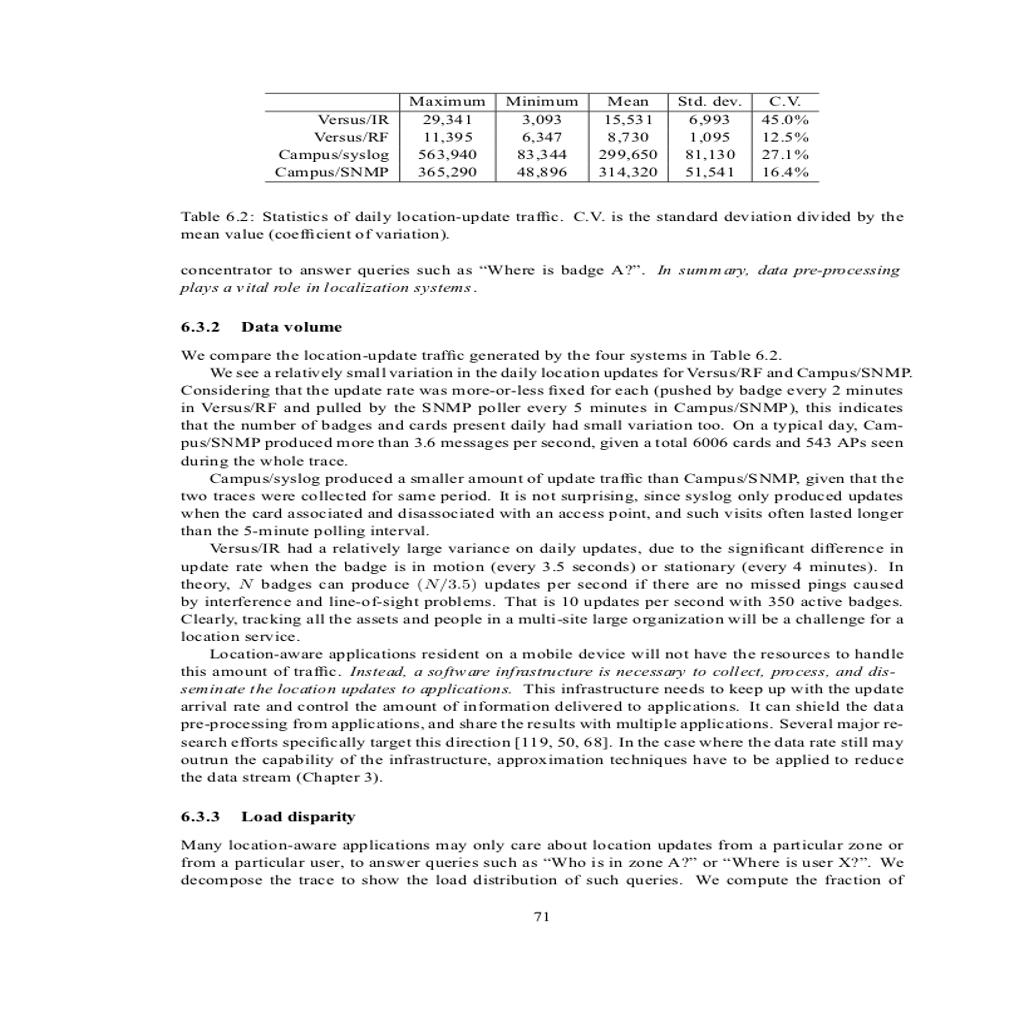 Maximum Minimum Mean Std. dev. C.V.
Versus/IR 29,341 3,093 15,531 6,993 45.0%
Versus/RF 11,395 6,347 8,730 1,095 12.5%
Campus/syslog 563,940 83,344 299,650 81,130 27.1%
Campus/SNMP 365,290 48,896 314,320 51,541 16.4%
Table 6.2: Statistics of daily location-update traffic. C.V. is the standard deviation divided by the
mean value (coefficient of variation).
concentrator to answer queries such as “Where is badge A?”. In summary, data pre-processing
plays a vital role in localization systems.
6.3.2 Data volume
We compare the location-update traffic generated by the four systems in Table 6.2.
We see a relatively small variation in the daily location updates for Versus/RF and Campus/SNMP.
Considering that the update rate was more-or-less fixed for each (pushed by badge every 2 minutes
in Versus/RF and pulled by the SNMP poller every 5 minutes in Campus/SNMP), this indicates
that the number of badges and cards present daily had small variation too. On a typical day, Cam-
pus/SNMP produced more than 3.6 messages per second, given a total 6006 cards and 543 APs seen
during the whole trace.
Campus/syslog produced a smaller amount of update traffic than Campus/SNMP, given that the
two traces were collected for same period. It is not surprising, since syslog only produced updates
when the card associated and disassociated with an access point, and such visits often lasted longer
than the 5-minute polling interval.
Versus/IR had a relatively large variance on daily updates, due to the significant difference in
update rate when the badge is in motion (every 3.5 seconds) or stationary (every 4 minutes). In
theory, N badges can produce (N/3.5) updates per second if there are no missed pings caused
by interference and line-of-sight problems. That is 10 updates per second with 350 active badges.
Clearly, tracking all the assets and people in a multi-site large organization will be a challenge for a
location service.
Location-aware applications resident on a mobile device will not have the resources to handle
this amount of traffic. Instead, a software infrastructure is necessary to collect, process, and dis-
seminate the location updates to applications. This infrastructure needs to keep up with the update
arrival rate and control the amount of information delivered to applications. It can shield the data
pre-processing from applications, and share the results with multiple applications. Several major re-
search efforts specifically target this direction [119, 50, 68]. In the case where the data rate still may
outrun the capability of the infrastructure, approximation techniques have to be applied to reduce
the data stream (Chapter 3).
6.3.3 Load disparity
Many location-aware applications may only care about location updates from a particular zone or
from a particular user, to answer queries such as “Who is in zone A?” or “Where is user X?”. We
decompose the trace to show the load distribution of such queries. We compute the fraction of
71